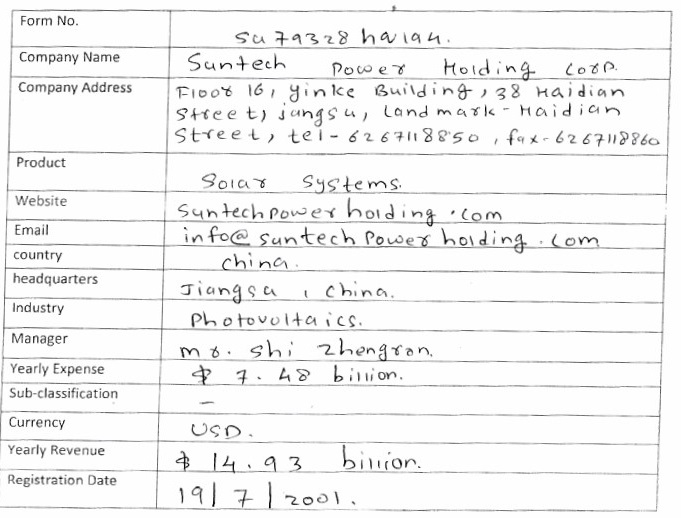 Form No. su79328halau.
Company Name Suntech Power Holding Corp.
Company Address Floor 16, Yinke Building, 38 Haidian
Street, jangsu, Landmark-Haidian
Street, tel-6267118850, fax-6267118860
Product Solar Systems.
Website suntechpowerholding.com
Email info@suntechpowerholding.com
country china.
headquarters Jiangsu, China.
Industry Photovoltaics.
Manager mr. shi zhengron.
Yearly Expense $ 7.48 billion.
Sub-classification –
Currency USD.
Yearly Revenue $ 14.93 billion.
Registration Date 19/7/2001.